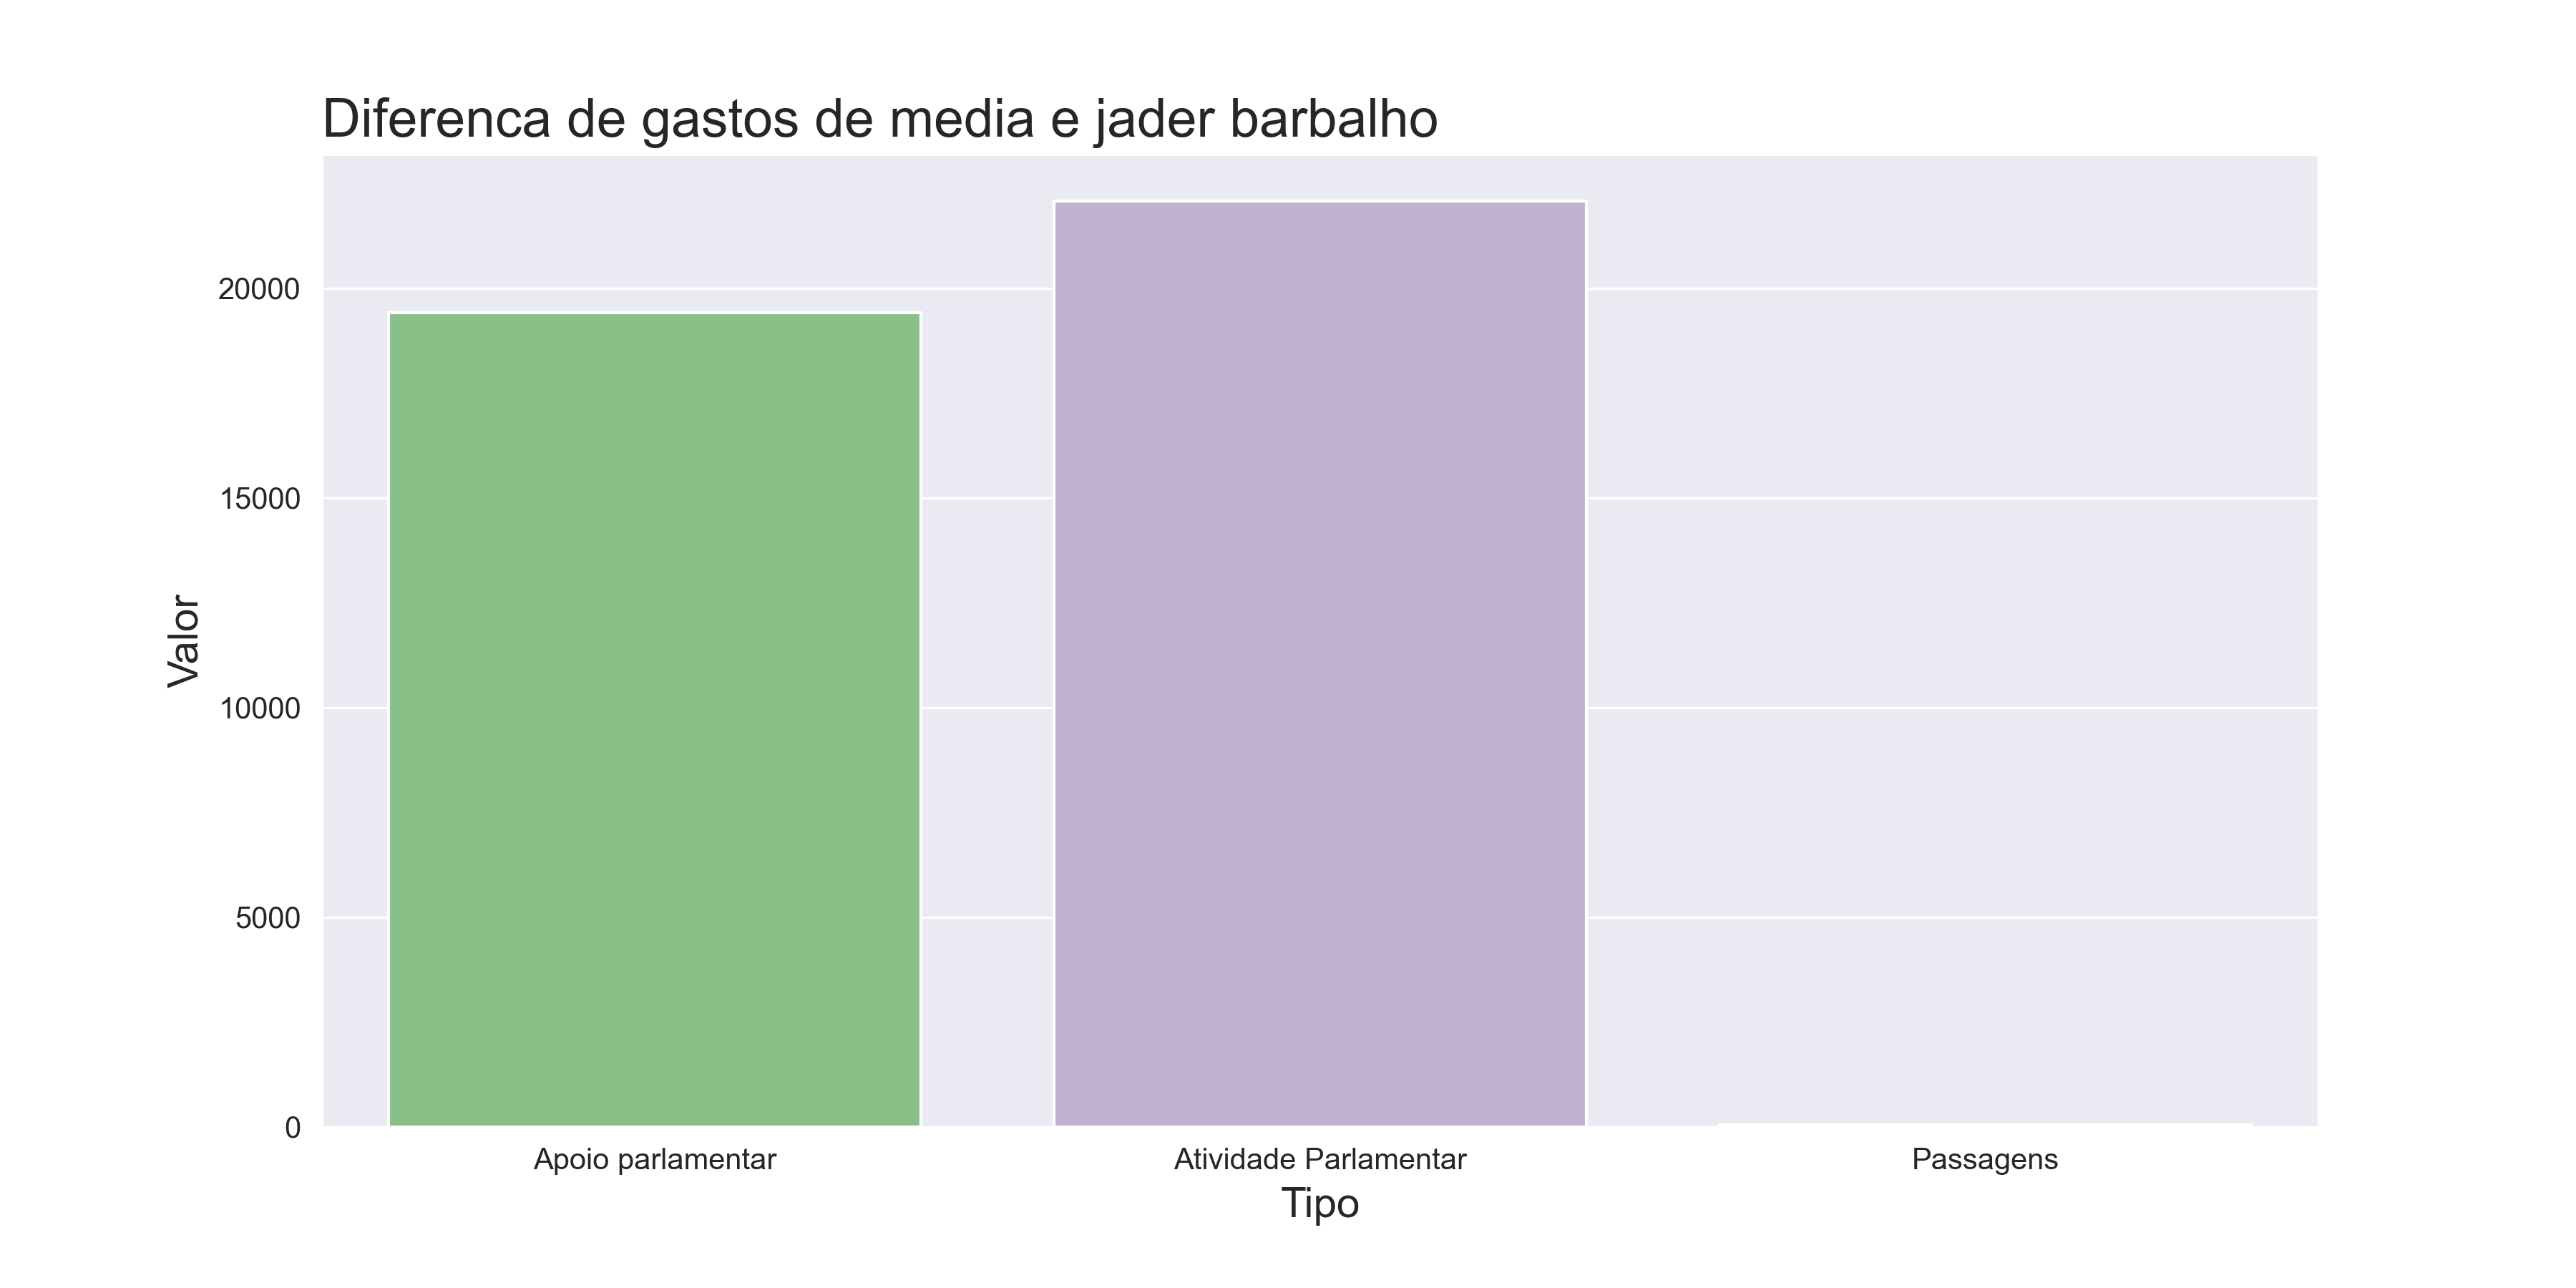 Diferenca de gastos de media e jader barbalho
20000
15000
10000
5000
0
Valor
Apoio parlamentar
Atividade Parlamentar
Passagens
Tipo